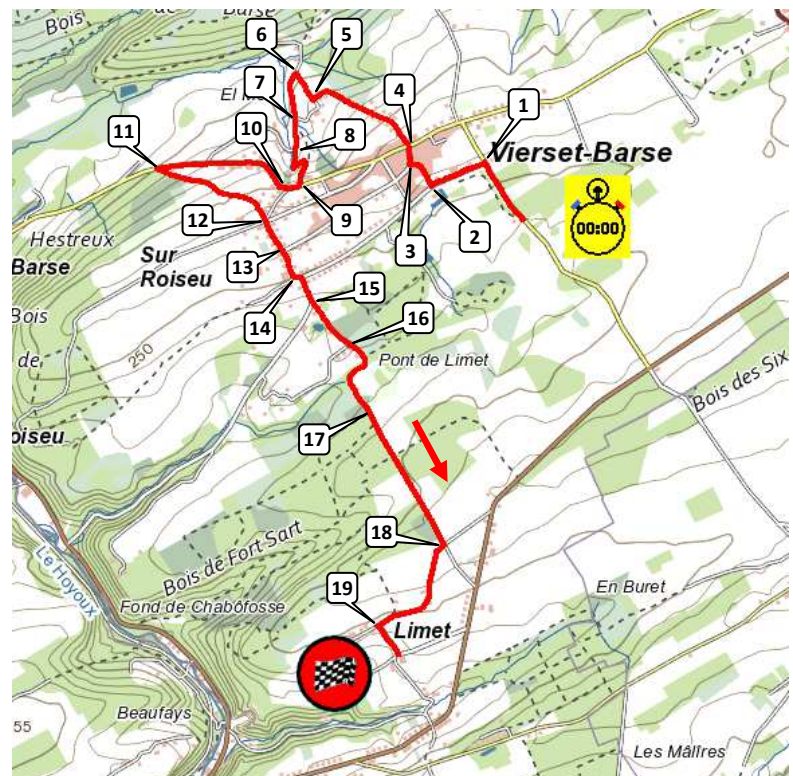 Bois
de
Barse
6
5
7
El M
4
1
8
11
10
Vierset-Barse
12
9
3
2
00:00
Hestreux
Barse
Sur
Roiseu
13
14
15
16
Bois
de
250
Pont de Limet
Bois des Six
oiseu
17
18
Bois de Fort Sart
Le Hoyoux
Fond de Chabôfosse
19
En Buret
Limet
Beaufays
55
Les Mâlîres